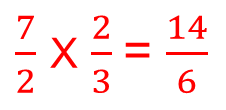 7/2 X 2/3 = 14/6